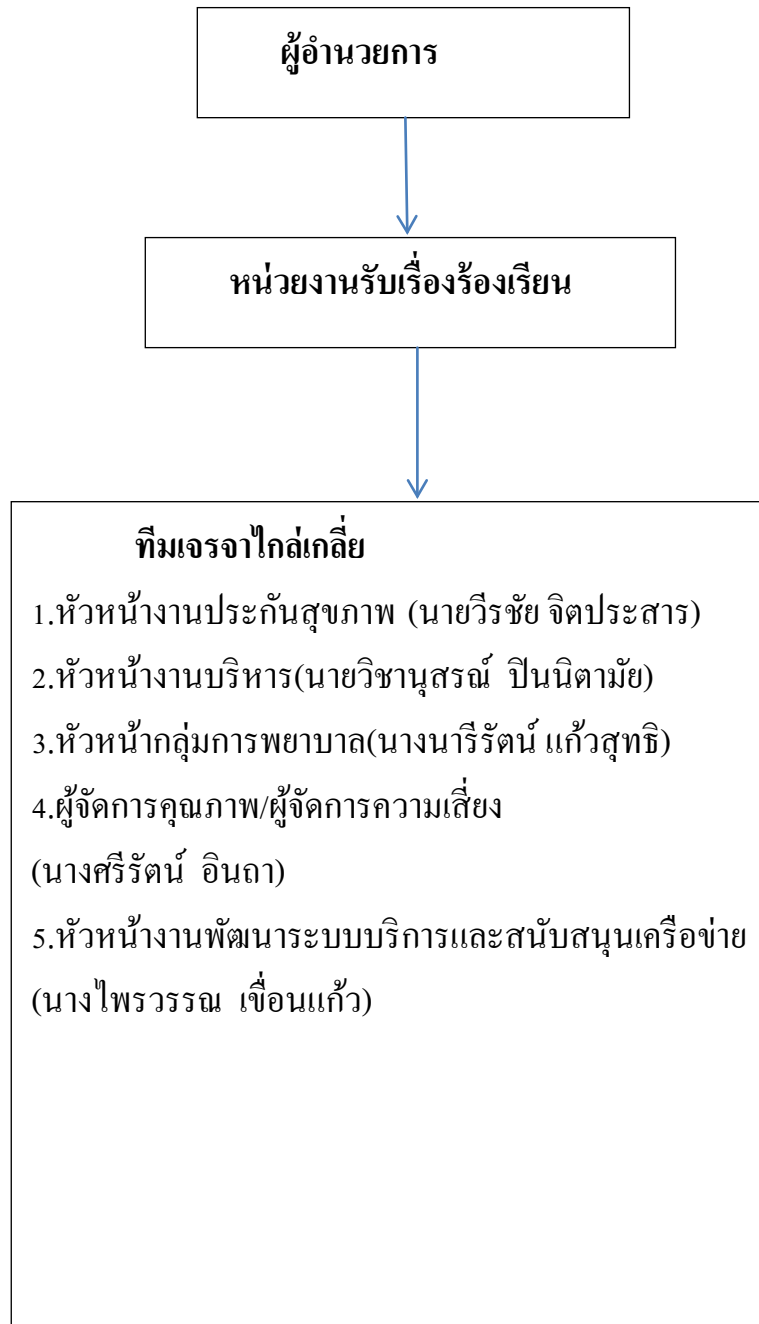 ผู้อำนวยการ
หน่วยงานรับเรื่องร้องเรียน
ทีมเจรจาไกล่เกลี่ย
1.หัวหน้างานประกันสุขภาพ (นายวีรชัย จิตประสาร)
2.หัวหน้างานบริหาร(นายวิชานุสรณ์ ปินนิตามัย)
3.หัวหน้ากลุ่มการพยาบาล(นางนารีรัตน์ แก้วสุทธิ)
4.ผู้จัดการคุณภาพ/ผู้จัดการความเสี่ยง
(นางศรีรัตน์ อินถา)
5.หัวหน้างานพัฒนาระบบบริการและสนับสนุนเครือข่าย
(นางไพรวรรณ เขื่อนแก้ว)